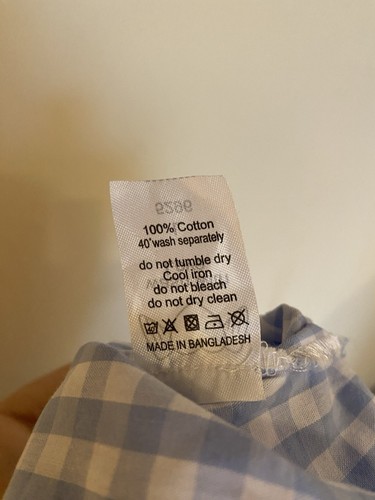 5296
100% Cotton
40°wash separately
do not tumble dry
Cool iron
do not bleach
do not dry clean
MADE IN BANGLADESH